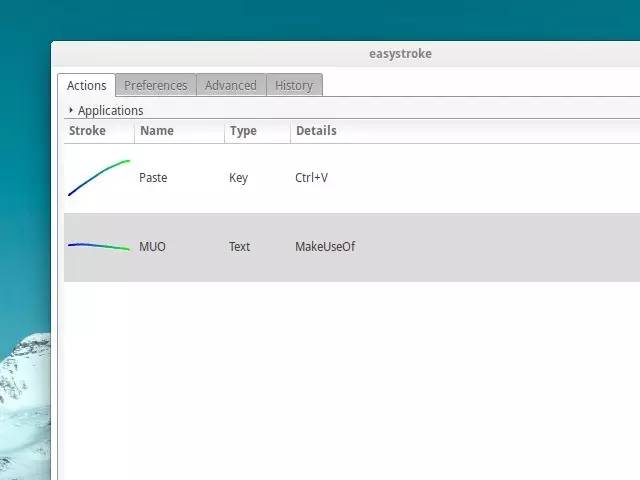 easystroke
Actions Preferences Advanced History
Applications
Stroke Name Type Details
Paste Key Ctrl+V
MUO Text MakeUseOf